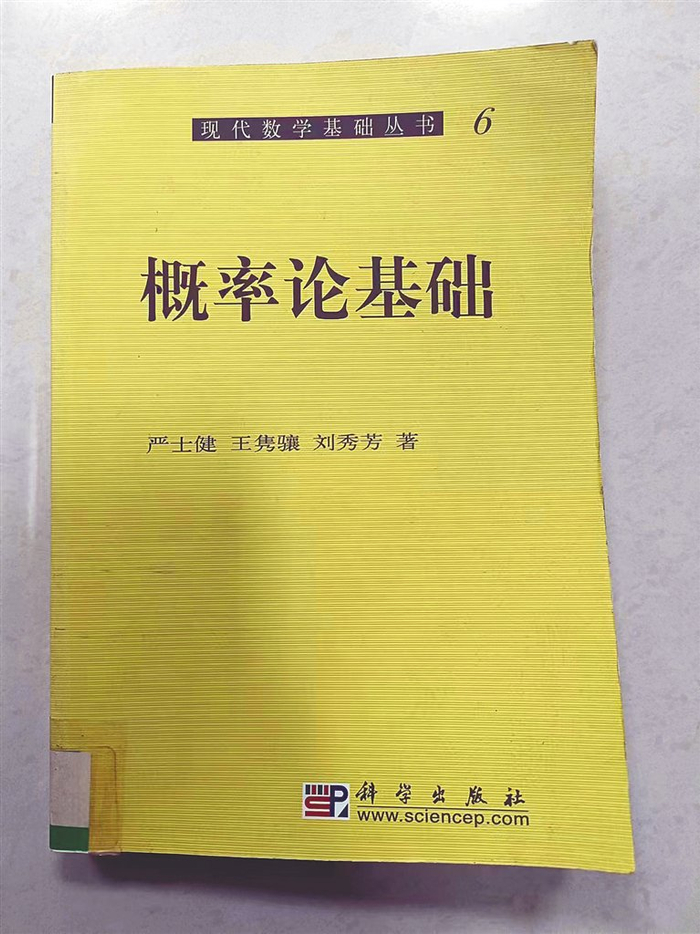 现代数学基础丛书 6
概率论基础
严士健 王隽骧 刘秀芳 著
科学出版社
www.sciencep.com